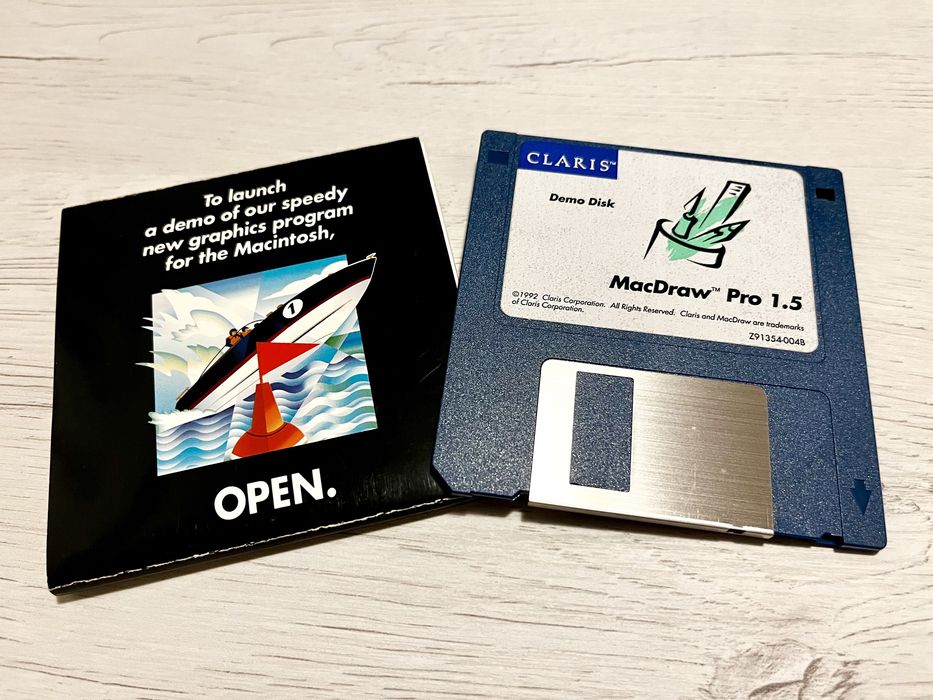 To launch
a demo of our speedy
new graphics program
for the Macintosh,
1
OPEN.
CLARIS™
Demo Disk
MacDraw™ Pro 1.5
©1992 Claris Corporation. All Rights Reserved. Claris and MacDraw are trademarks
of Claris Corporation.
Z91354-004B